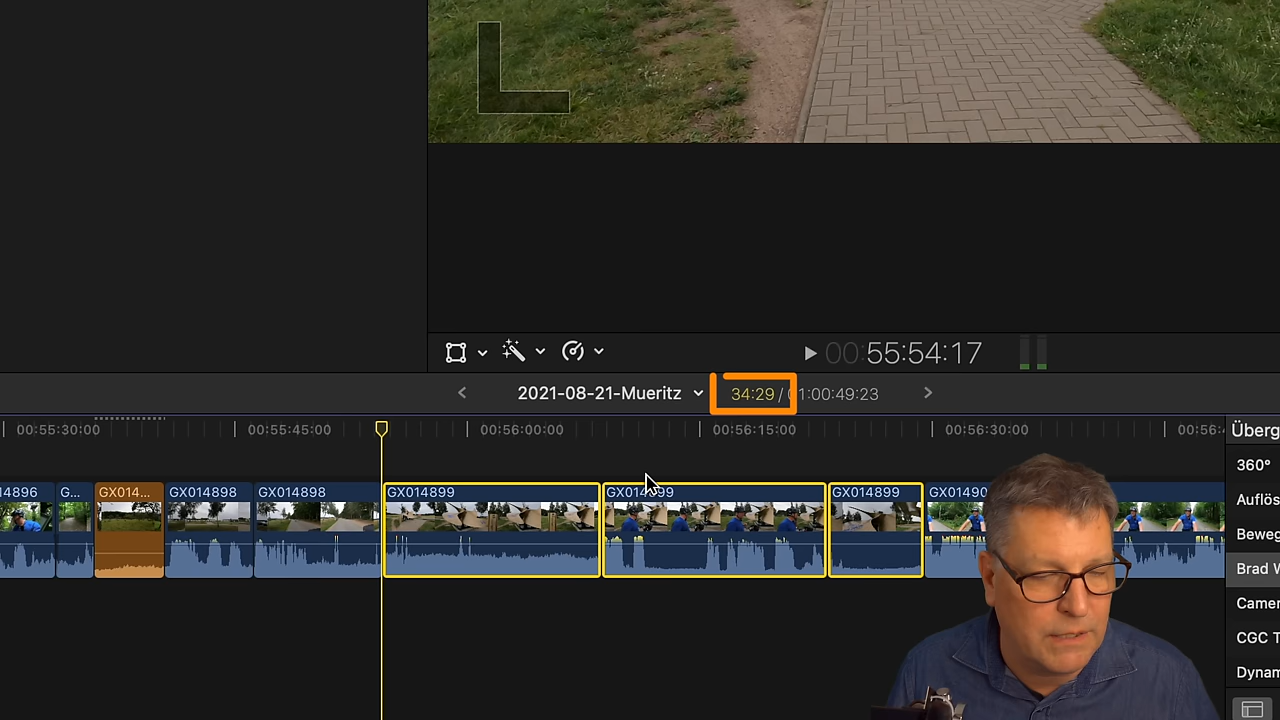 00:55:54:17
2021-08-21-Mueritz
34:29 / 01:00:49:23
00:55:30:00
00:55:45:00
00:56:00:00
00:56:15:00
00:56:30:00
00:56:4
Überg
14896
G...
GX014...
GX014898
GX014898
GX014899
GX014899
GX014899
GX01490
360°
Auflös
Beweg
Brad W
Camer
CGC T
Dynam